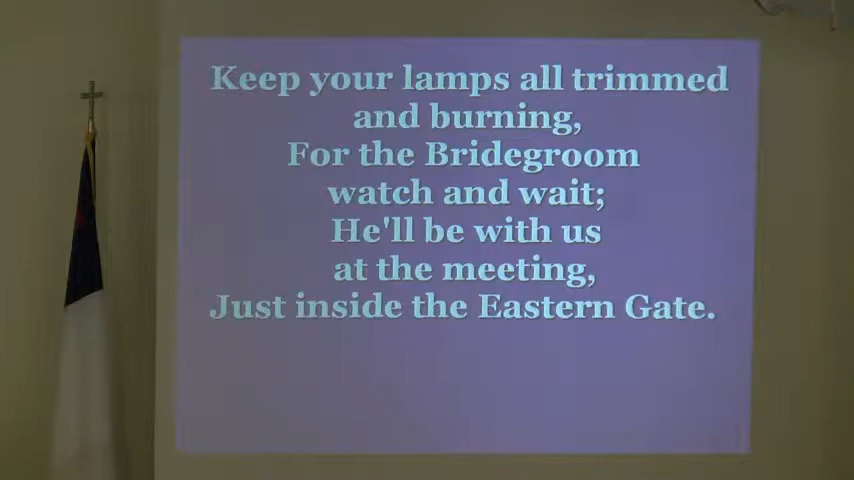 Keep your lamps all trimmed
and burning,
For the Bridegroom
watch and wait;
He'll be with us
at the meeting,
Just inside the Eastern Gate.